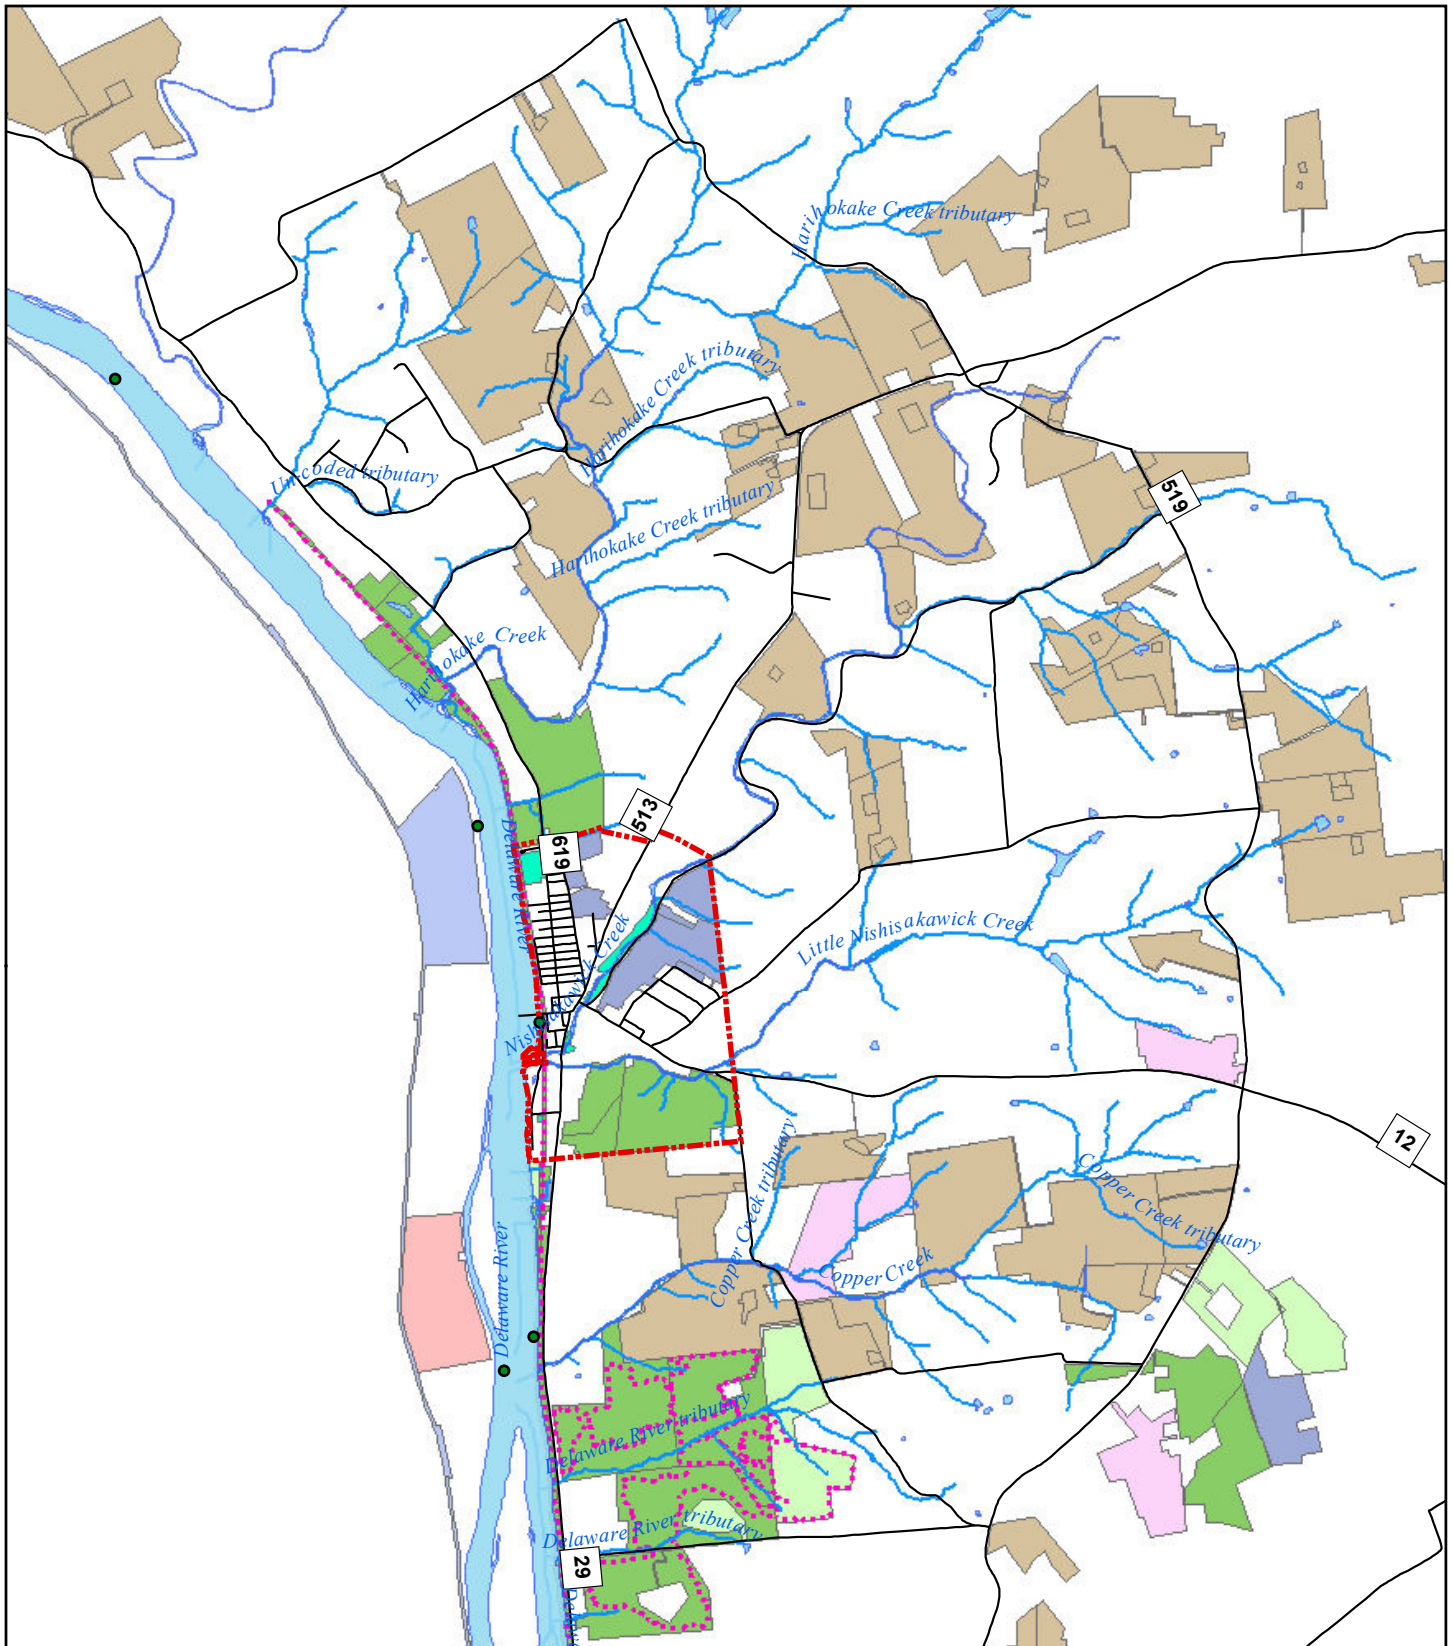 Harihokake Creek tributary
Harihokake Creek tributary
Un-coded tributary
519
Harihokake Creek tributary
Harihokake Creek
513
619
Delaware River
Little Nishisakawick Creek
Nishisakawick Creek
12
Copper Creek tributary
Copper Creek tributary
Delaware River
Copper Creek
Delaware River tributary
Delaware River tributary
29